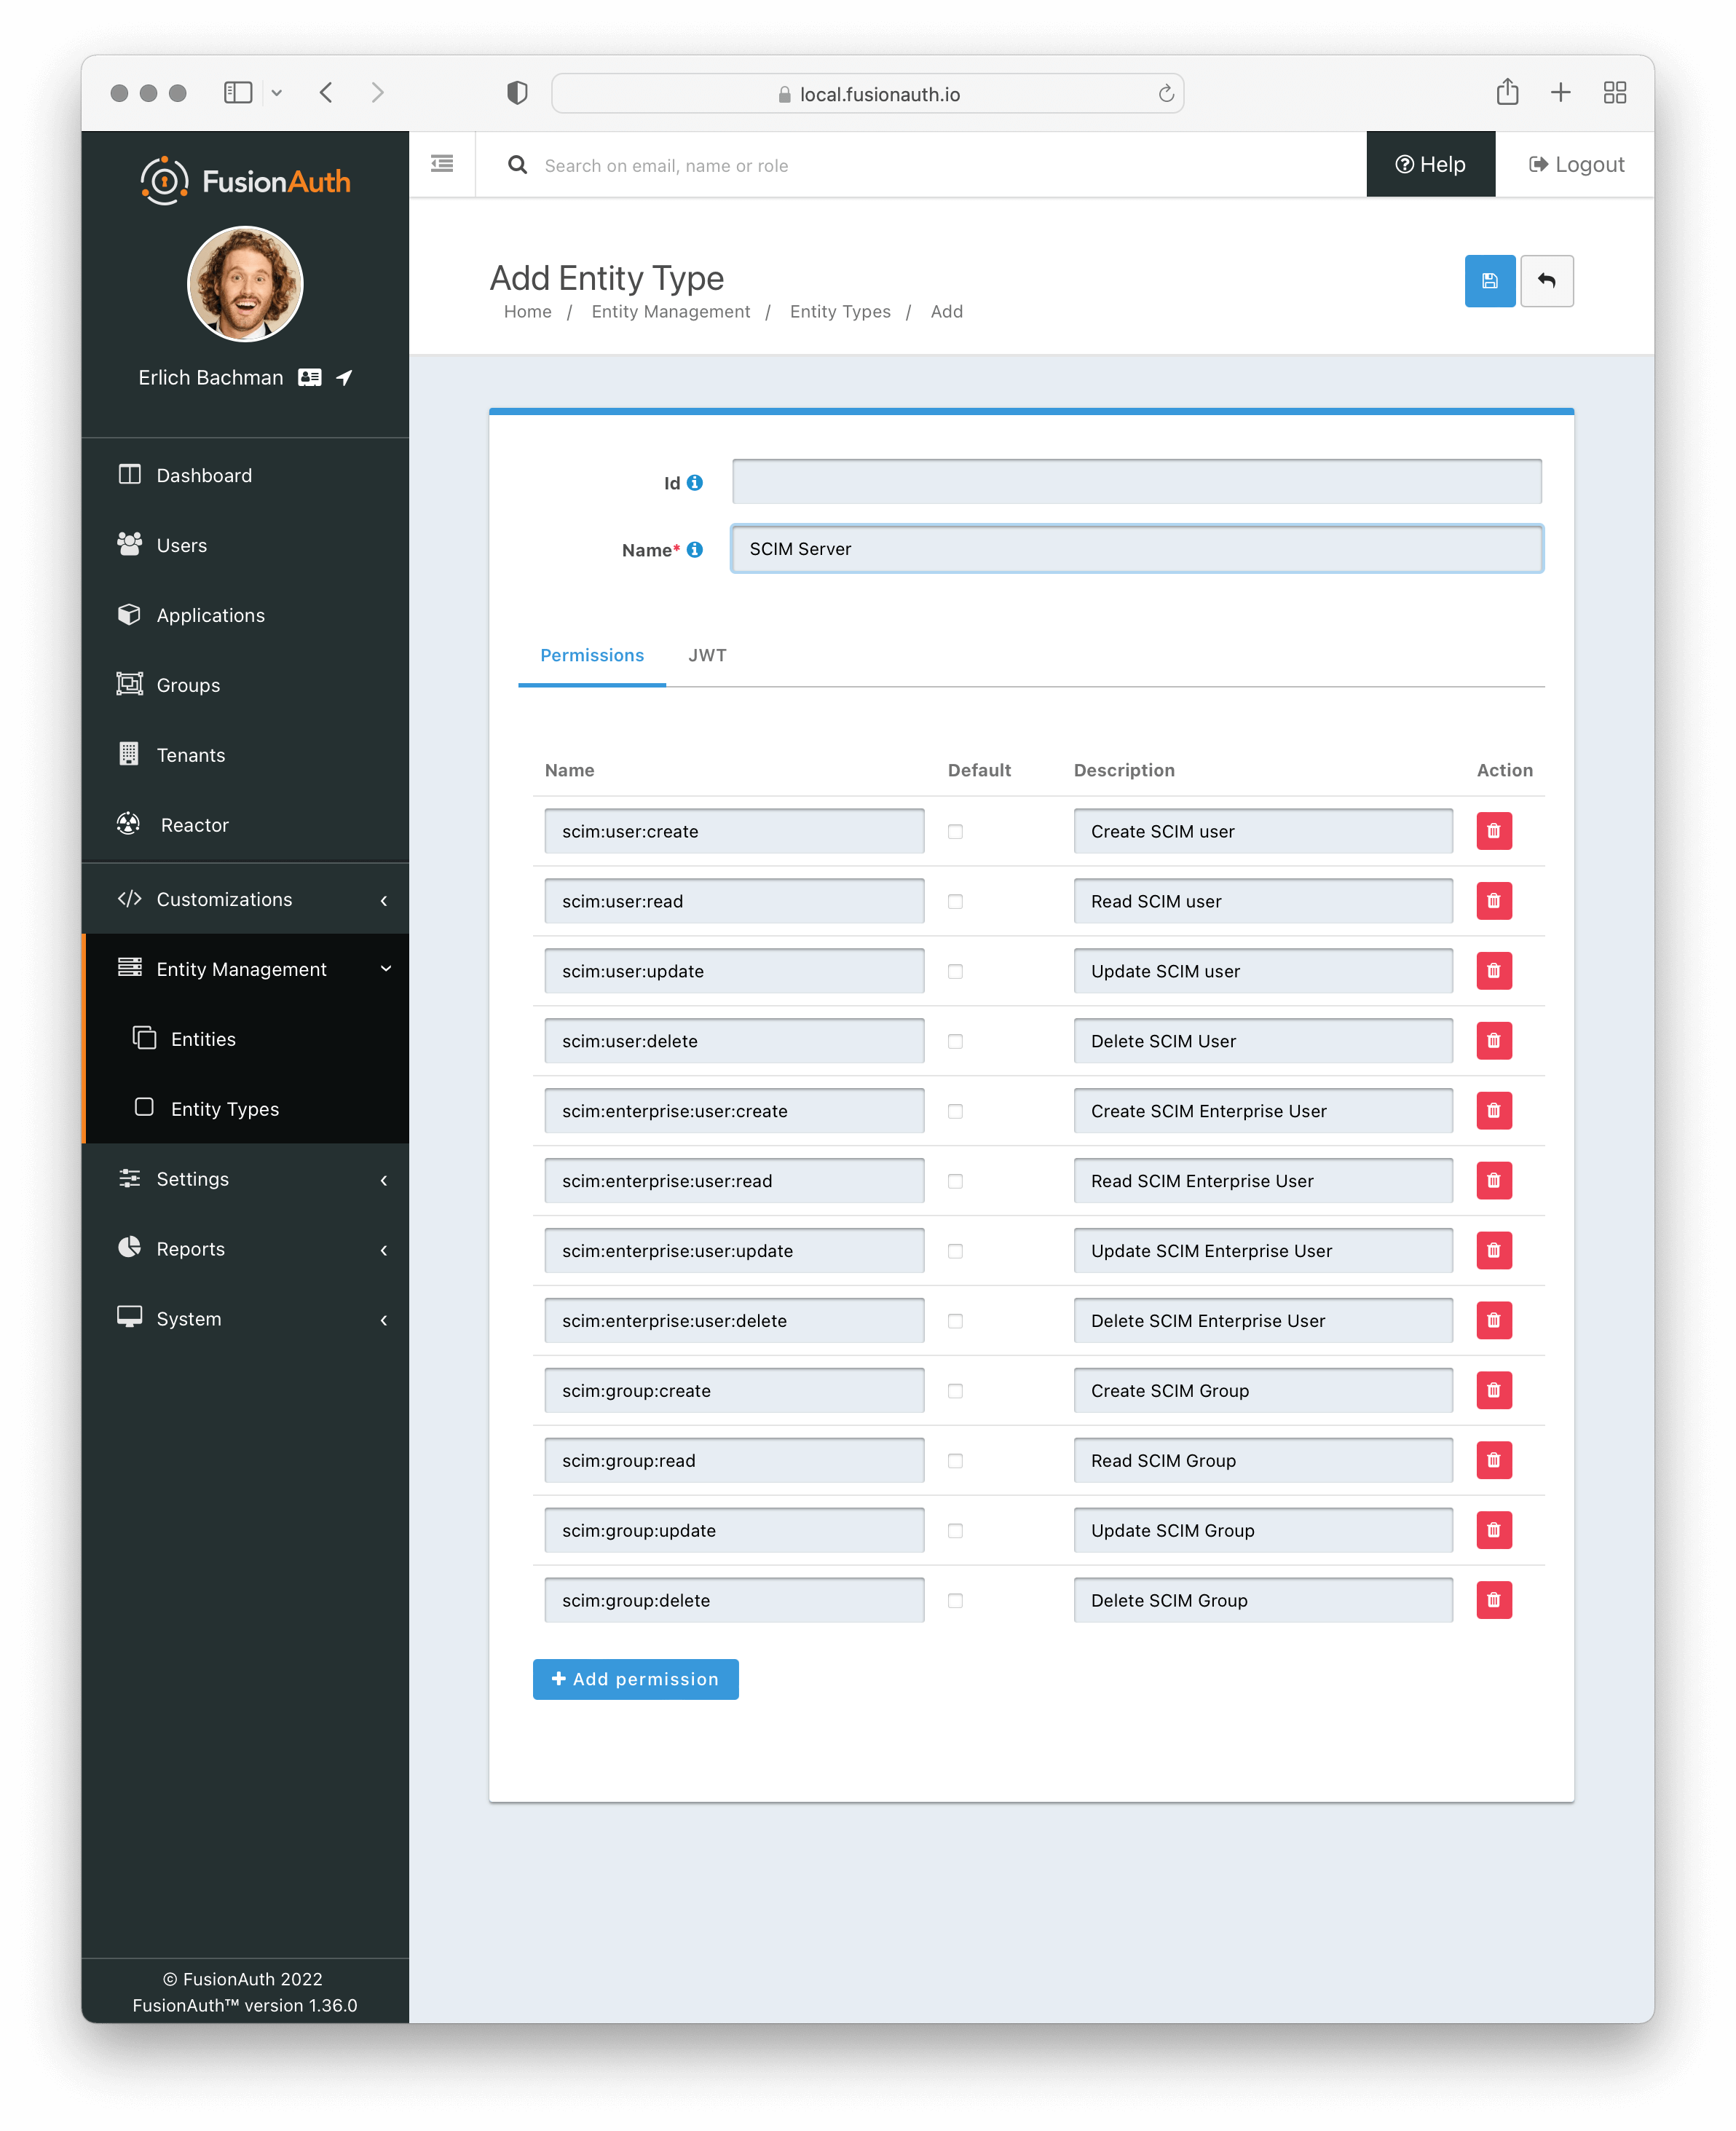 local.fusionauth.io
FusionAuth
Search on email, name or role
Help
Logout
Erlich Bachman
Add Entity Type
Home / Entity Management / Entity Types / Add
Dashboard
Users
Applications
Groups
Tenants
Reactor
Customizations
Entity Management
Entities
Entity Types
Settings
Reports
System
© FusionAuth 2022
FusionAuth™ version 1.36.0
Id
Name* SCIM Server
Permissions JWT
Name Default Description Action
scim:user:create Create SCIM user
scim:user:read Read SCIM user
scim:user:update Update SCIM user
scim:user:delete Delete SCIM User
scim:enterprise:user:create Create SCIM Enterprise User
scim:enterprise:user:read Read SCIM Enterprise User
scim:enterprise:user:update Update SCIM Enterprise User
scim:enterprise:user:delete Delete SCIM Enterprise User
scim:group:create Create SCIM Group
scim:group:read Read SCIM Group
scim:group:update Update SCIM Group
scim:group:delete Delete SCIM Group
Add permission